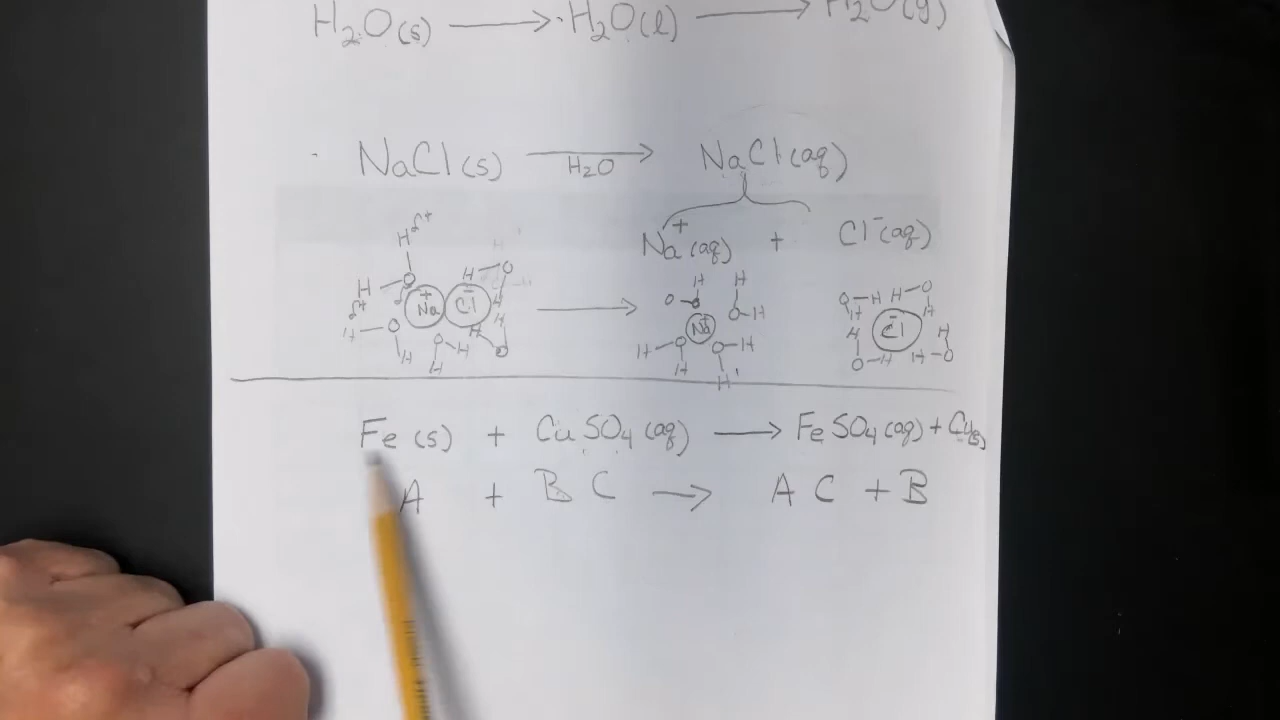 H₂O(s) ⟶ H₂O(l) ⟶ H₂O(g)
NaCl(s) ⟶ H₂O NaCl(aq)
Na⁺(aq) + Cl⁻(aq)
H δ+
H O H O H H
δ+ δ- Na⁺ Cl⁻ O H H O O H H O
H O H O H H O ⟶ O Na⁺ O H H Cl⁻ H
H H H O O H O H H O
H H
Fe(s) + CuSO₄(aq) ⟶ FeSO₄(aq) + Cu(s)
A + B C ⟶ A C + B